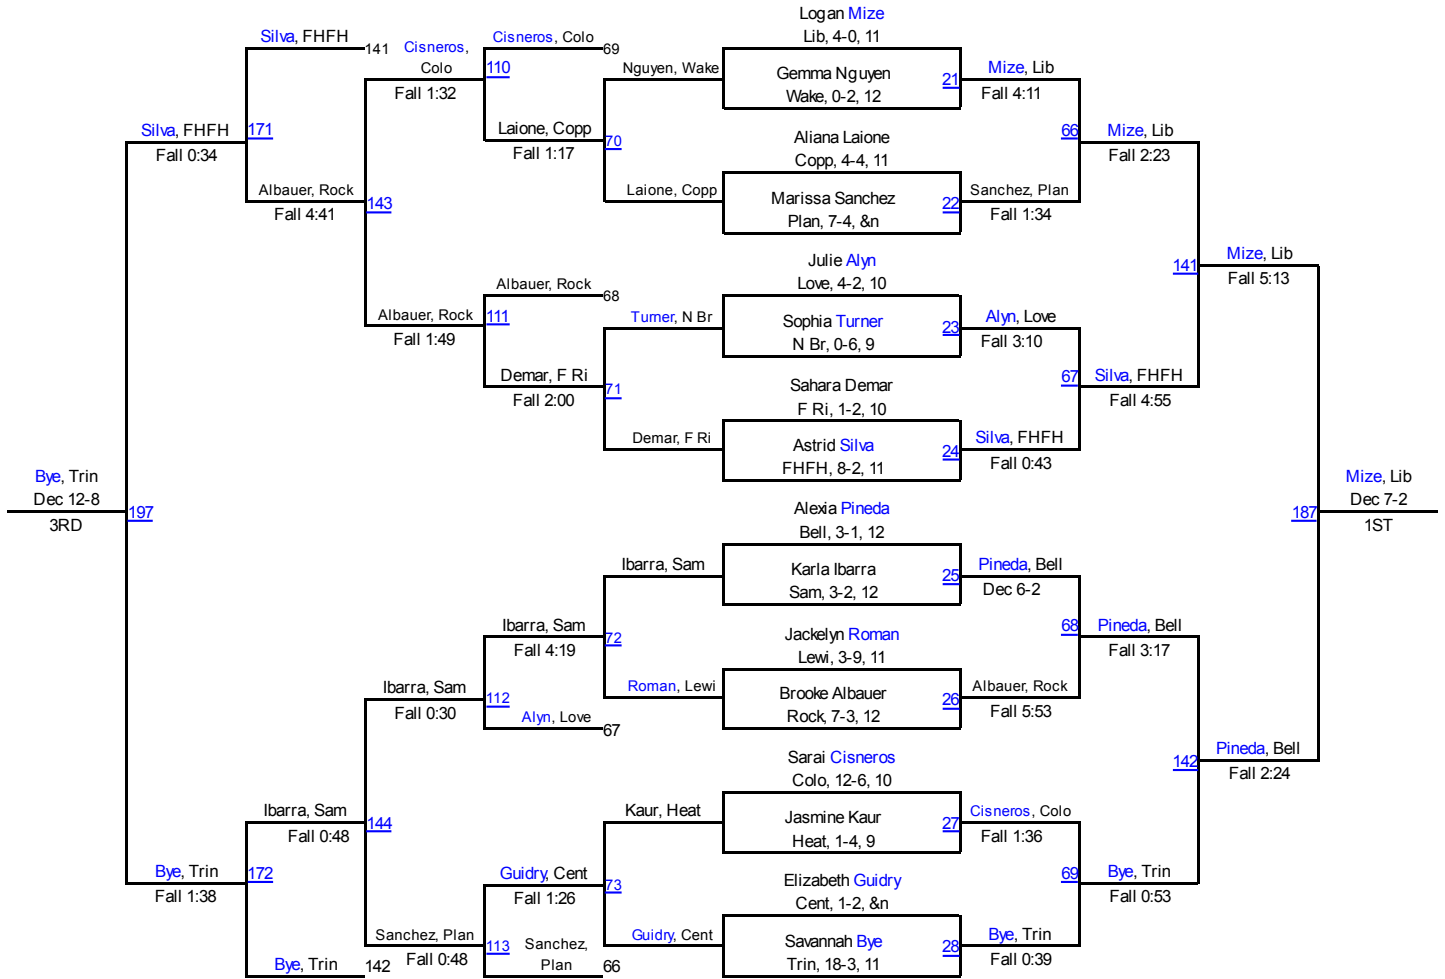 Logan Mize
Lib, 4-0, 11
Silva, FHFH
141
Cisneros,
Colo
Fall 1:32
Cisneros, Colo
69
110
Nguyen, Wake
Gemma Nguyen
Wake, 0-2, 12
21
Mize, Lib
Fall 4:11
Silva, FHFH
Fall 0:34
171
Laione, Copp
Fall 1:17
70
Aliana Laione
Copp, 4-4, 11
66
Mize, Lib
Fall 2:23
Albauer, Rock
Fall 4:41
143
Laione, Copp
Marissa Sanchez
Plan, 7-4, &n
22
Sanchez, Plan
Fall 1:34
Julie Alyn
Love, 4-2, 10
141
Mize, Lib
Fall 5:13
Albauer, Rock
68
Albauer, Rock
Fall 1:49
111
Turner, N Br
Sophia Turner
N Br, 0-6, 9
23
Alyn, Love
Fall 3:10
Demar, F Ri
Fall 2:00
71
Sahara Demar
F Ri, 1-2, 10
67
Silva, FHFH
Fall 4:55
Demar, F Ri
Astrid Silva
FHFH, 8-2, 11
24
Silva, FHFH
Fall 0:43
Bye, Trin
Dec 12-8
3RD
197
Alexia Pineda
Bell, 3-1, 12
187
Mize, Lib
Dec 7-2
1ST
Ibarra, Sam
Karla Ibarra
Sam, 3-2, 12
25
Pineda, Bell
Dec 6-2
Ibarra, Sam
Fall 4:19
72
Jackelyn Roman
Lewi, 3-9, 11
68
Pineda, Bell
Fall 3:17
Ibarra, Sam
Fall 0:30
112
Alyn, Love
67
Roman, Lewi
Brooke Albauer
Rock, 7-3, 12
26
Albauer, Rock
Fall 5:53
Sarai Cisneros
Colo, 12-6, 10
142
Pineda, Bell
Fall 2:24
Ibarra, Sam
Fall 0:48
144
Kaur, Heat
Jasmine Kaur
Heat, 1-4, 9
27
Cisneros, Colo
Fall 1:36
Bye, Trin
Fall 1:38
172
Guidry, Cent
Fall 1:26
73
Elizabeth Guidry
Cent, 1-2, &n
69
Bye, Trin
Fall 0:53
Sanchez, Plan
Fall 0:48
113
Sanchez,
Plan
66
Guidry, Cent
Savannah Bye
Trin, 18-3, 11
28
Bye, Trin
Fall 0:39
Bye, Trin
142